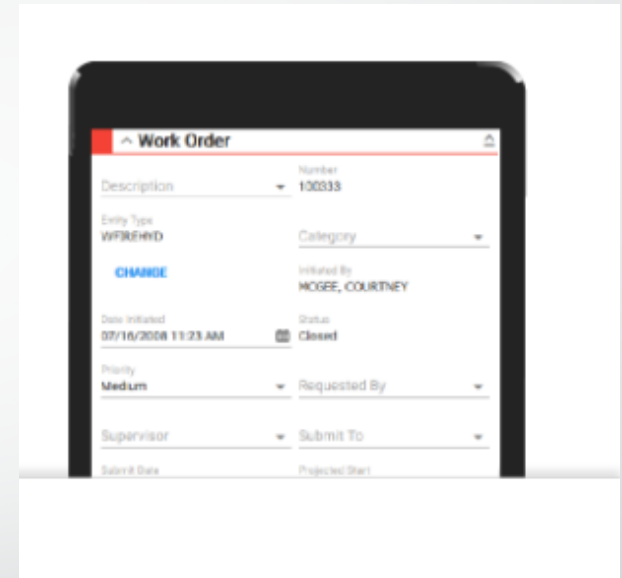 Work Order
Number
Description 100333
Entity Type
WFIREHYD Category
CHANGE Initiated By
MCGEE, COURTNEY
Date Initiated Status
07/16/2008 11:23 AM Closed
Priority
Medium Requested By
Supervisor Submit To
Submit Date Projected Start